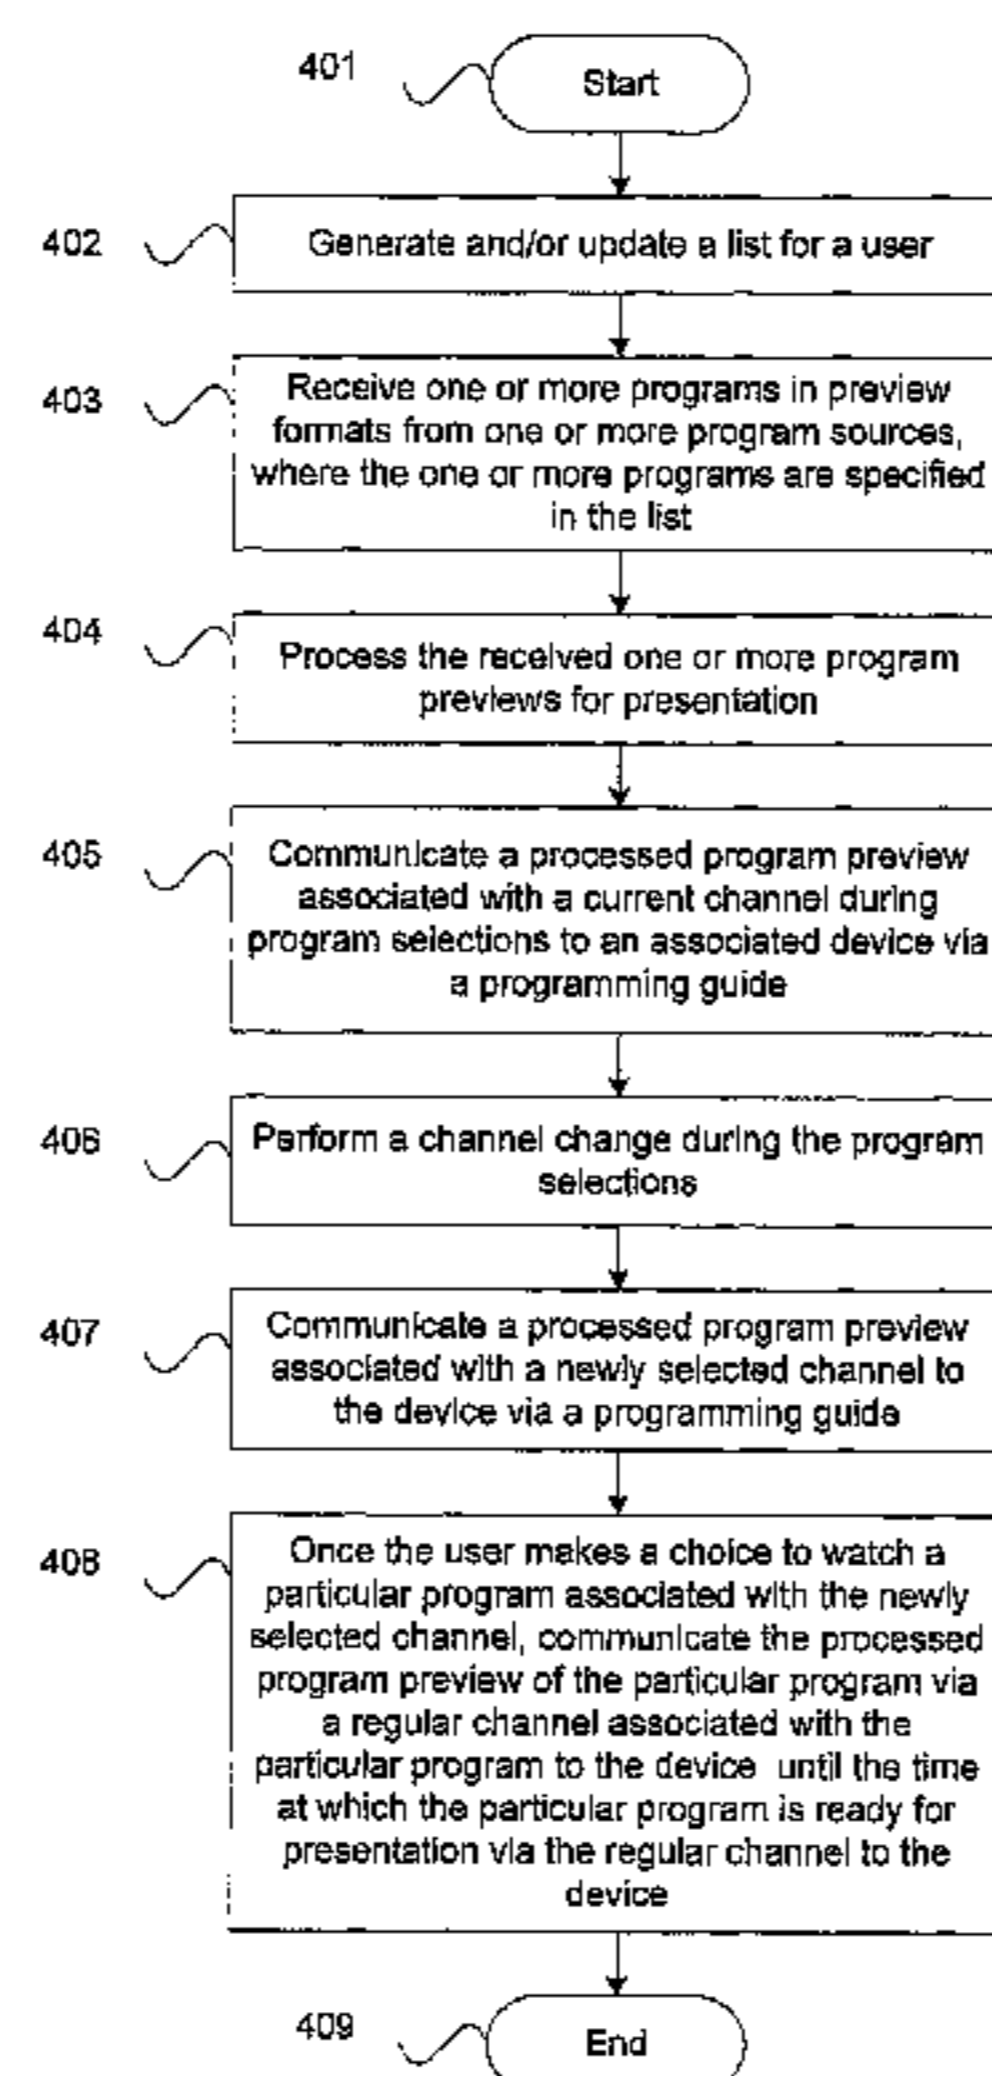 401
Start
402
Generate and/or update a list for a user
403
Receive one or more programs in preview
formats from one or more program sources,
where the one or more programs are specified
in the list
404
Process the received one or more program
previews for presentation
405
Communicate a processed program preview
associated with a current channel during
program selections to an associated device via
a programming guide
406
Perform a channel change during the program
selections
407
Communicate a processed program preview
associated with a newly selected channel to
the device via a programming guide
408
Once the user makes a choice to watch a
particular program associated with the newly
selected channel, communicate the processed
program preview of the particular program via
a regular channel associated with the
particular program to the device until the time
at which the particular program is ready for
presentation via the regular channel to the
device
409
End